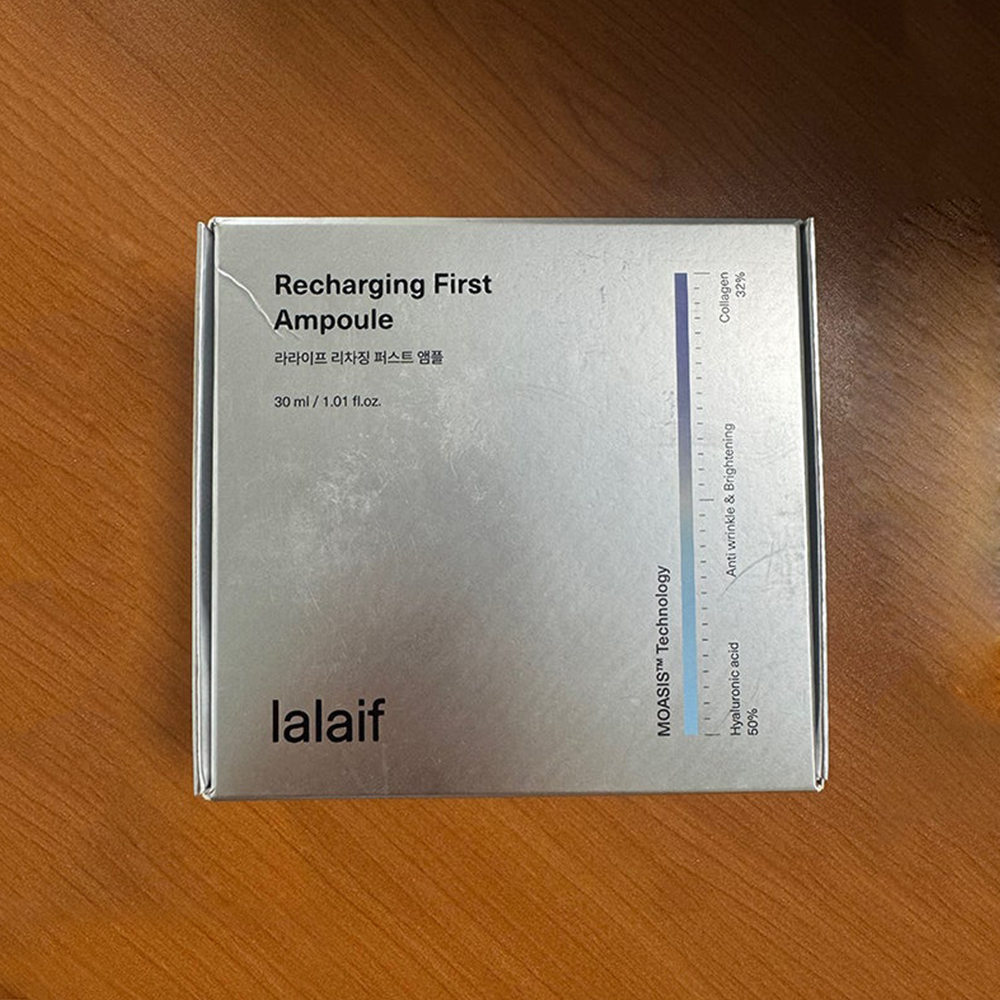 Recharging First
Ampoule
라라이프 리차징 퍼스트 앰플
30 ml / 1.01 fl.oz.
lalaif
MOASIS™ Technology
Collagen
32%
Anti wrinkle & Brightening
Hyaluronic acid
50%